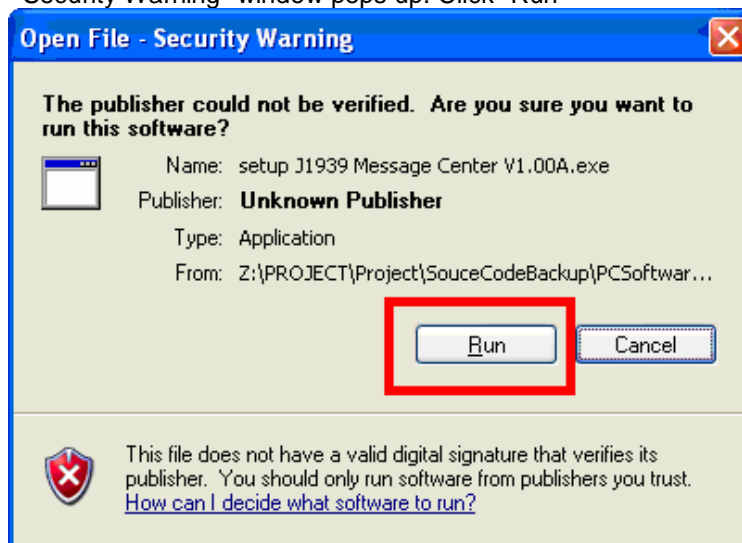 "Security Warning" window pops up. Click "Run"
Open File - Security Warning
The publisher could not be verified.  Are you sure you want to
run this software?
Name: setup J1939 Message Center V1.00A.exe
Publisher: Unknown Publisher
Type: Application
From: Z:\PROJECT\Project\SouceCodeBackup\PCSoftwar...
Run Cancel
This file does not have a valid digital signature that verifies its
publisher.  You should only run software from publishers you trust.
How can I decide what software to run?